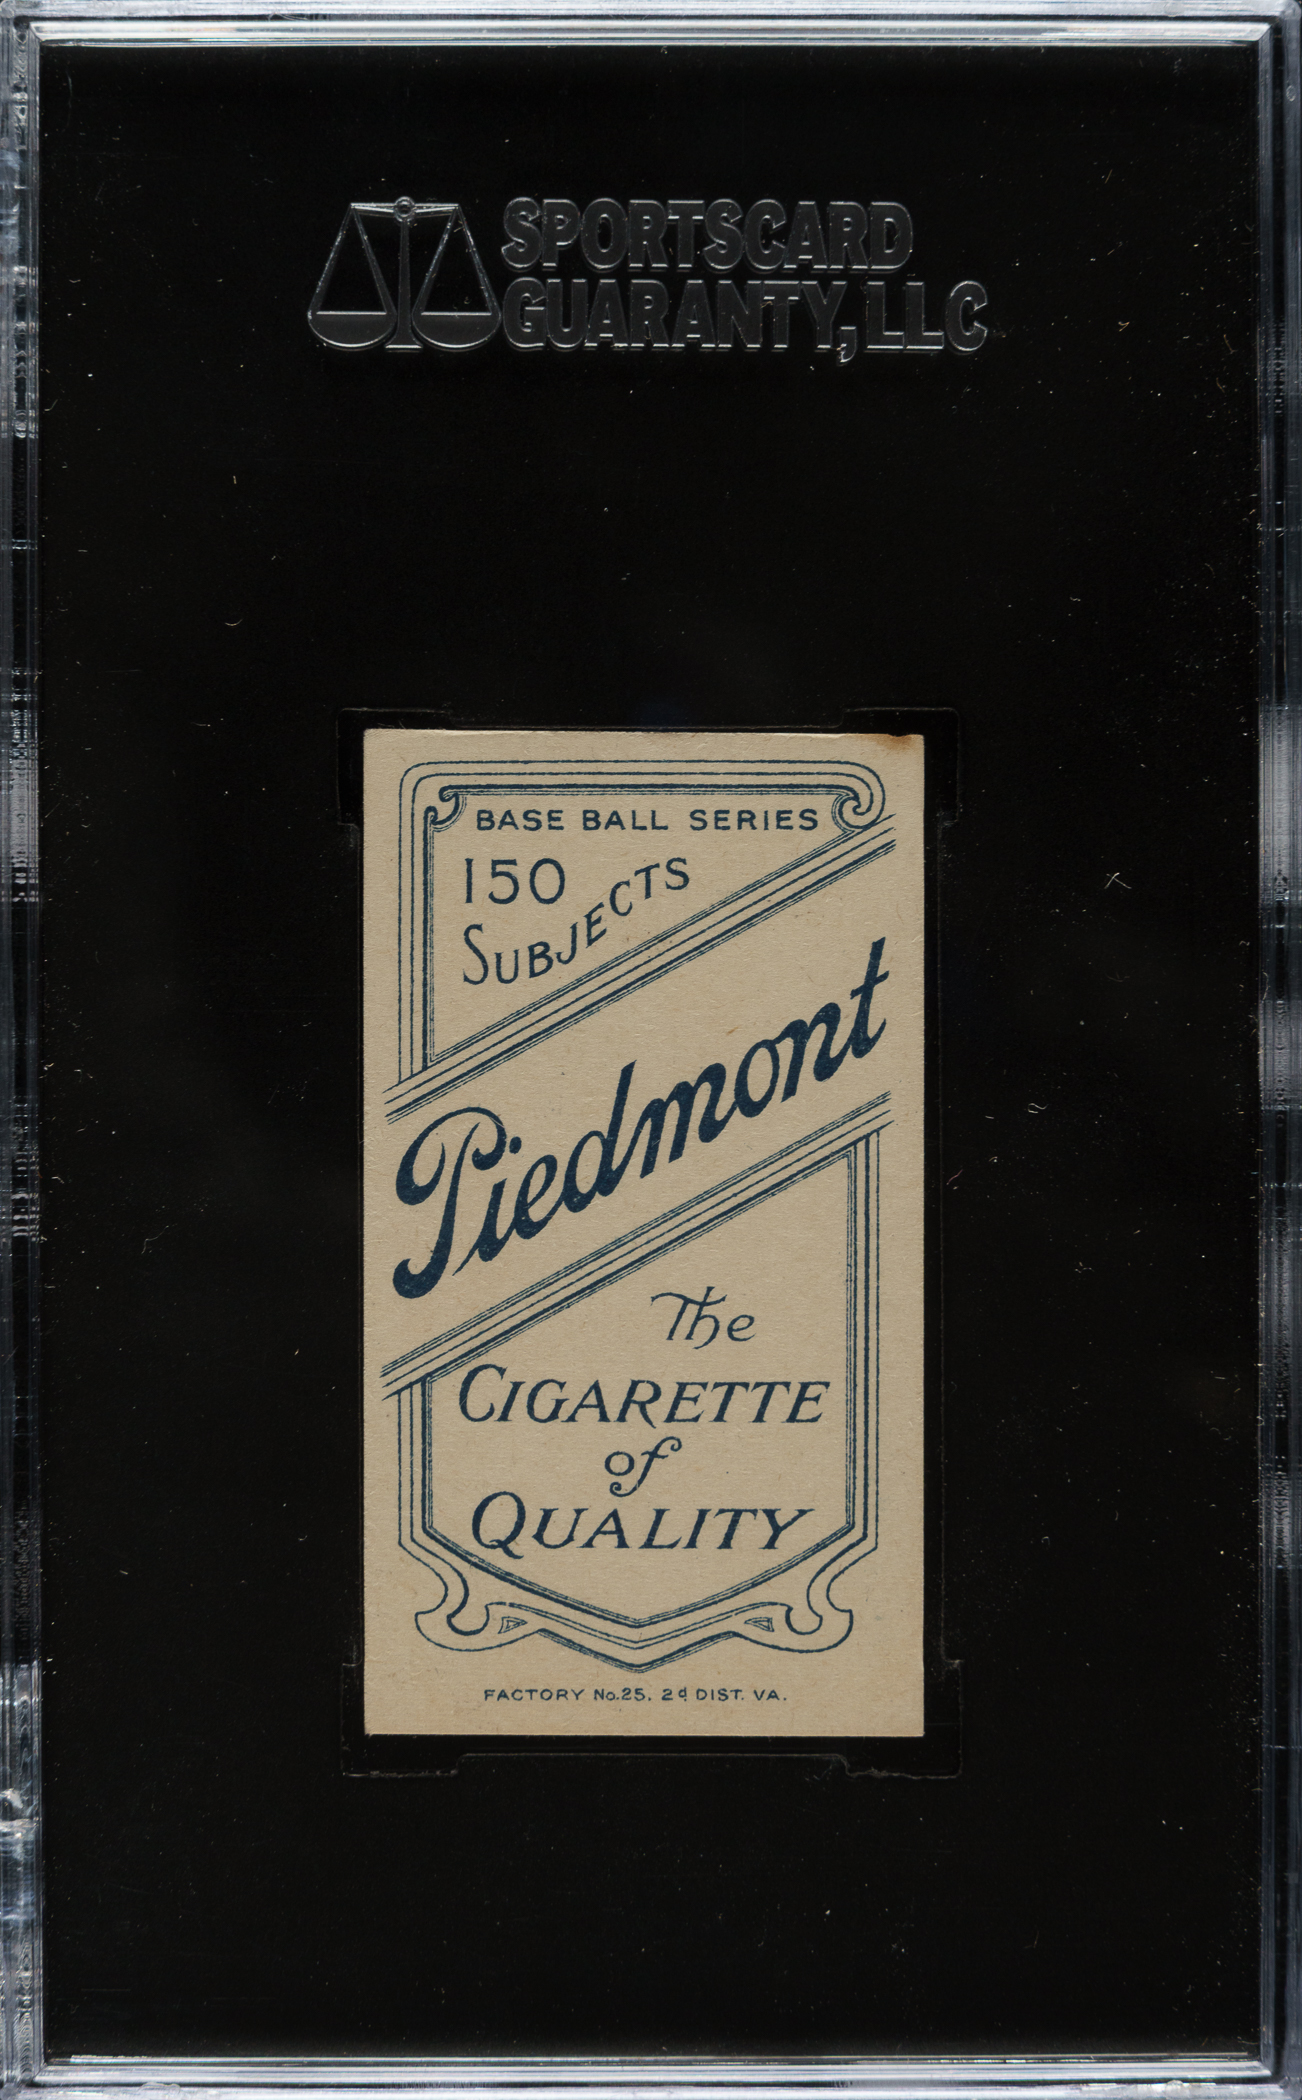 SPORTSCARD
GUARANTY, LLC
BASE BALL SERIES
150
SUBJECTS
Piedmont
The
CIGARETTE
of
QUALITY
FACTORY No. 25. 2d DIST. VA.